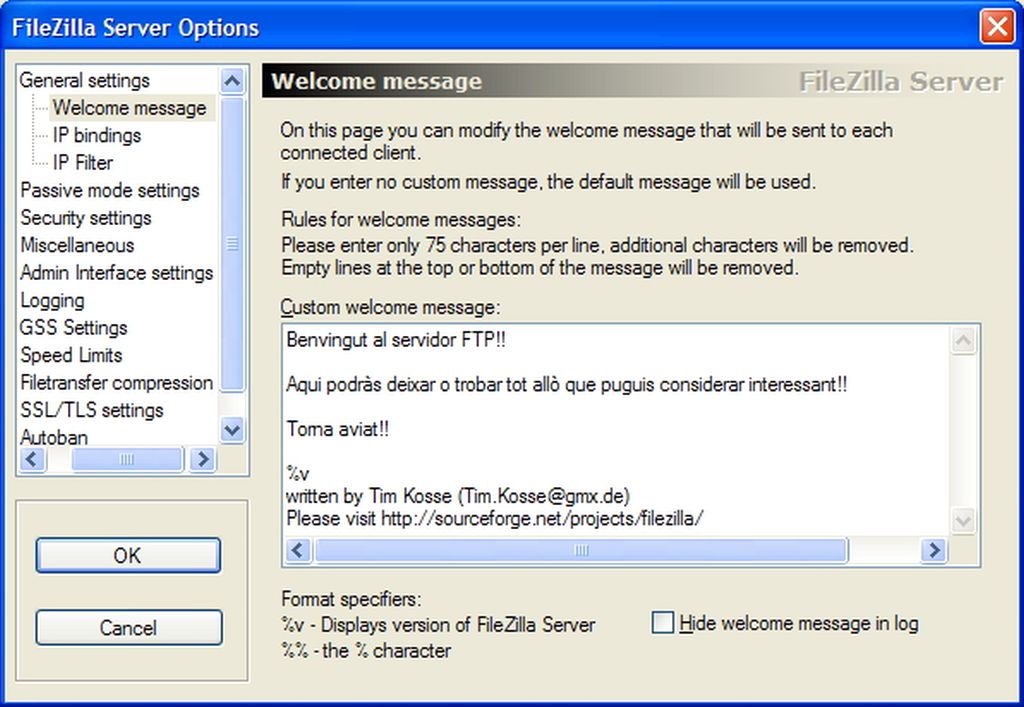 FileZilla Server Options
General settings
Welcome message
IP bindings
IP Filter
Passive mode settings
Security settings
Miscellaneous
Admin Interface settings
Logging
GSS Settings
Speed Limits
Filetransfer compression
SSL/TLS settings
Autoban
OK
Cancel
Welcome message
FileZilla Server
On this page you can modify the welcome message that will be sent to each
connected client.
If you enter no custom message, the default message will be used.
Rules for welcome messages:
Please enter only 75 characters per line, additional characters will be removed.
Empty lines at the top or bottom of the message will be removed.
Custom welcome message:
Benvingut al servidor FTP!!
Aqui podràs deixar o trobar tot allò que puguis considerar interessant!!
Torna aviat!!
%v
written by Tim Kosse (Tim.Kosse@gmx.de)
Please visit http://sourceforge.net/projects/filezilla/
Format specifiers:
%v - Displays version of FileZilla Server
%% - the % character
Hide welcome message in log